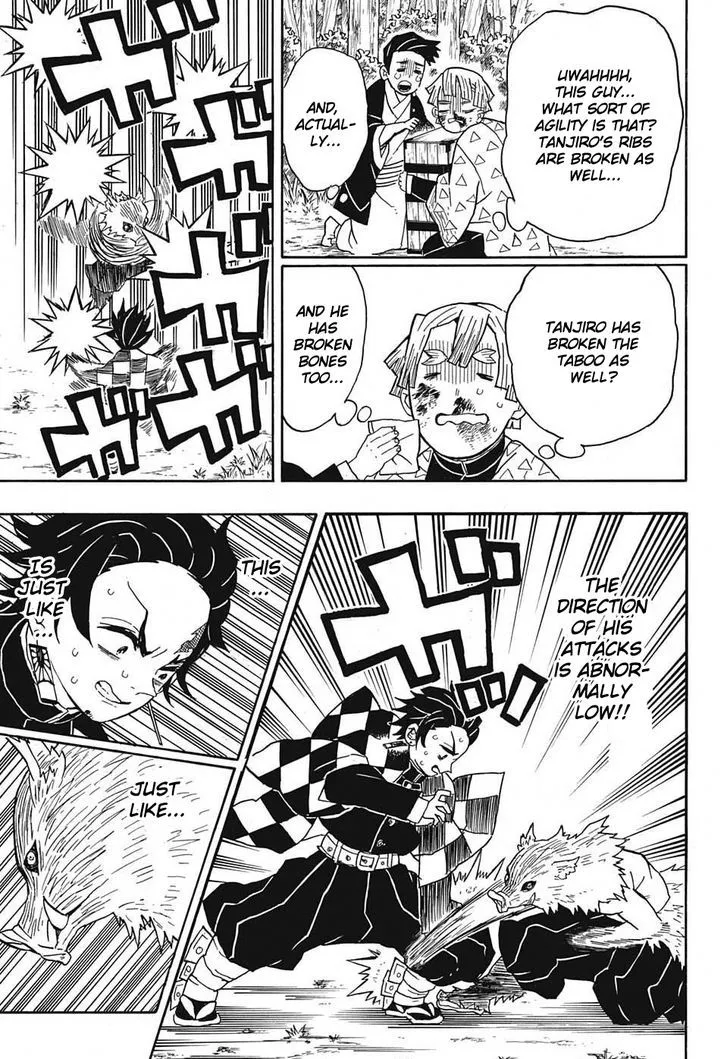 UWAHHHH,
THIS GUY...
WHAT SORT OF
AGILITY IS THAT?
TANJIRO'S RIBS
ARE BROKEN AS
WELL...
AND,
ACTUAL-
LY...
TANJIRO HAS
BROKEN THE
TABOO AS
WELL?
AND HE
HAS
BROKEN
BONES
TOO...
THE
DIRECTION
OF HIS
ATTACKS
IS ABNOR-
MALLY
LOW!!
THIS
...
IS
JUST
LIKE
...
JUST
LIKE...